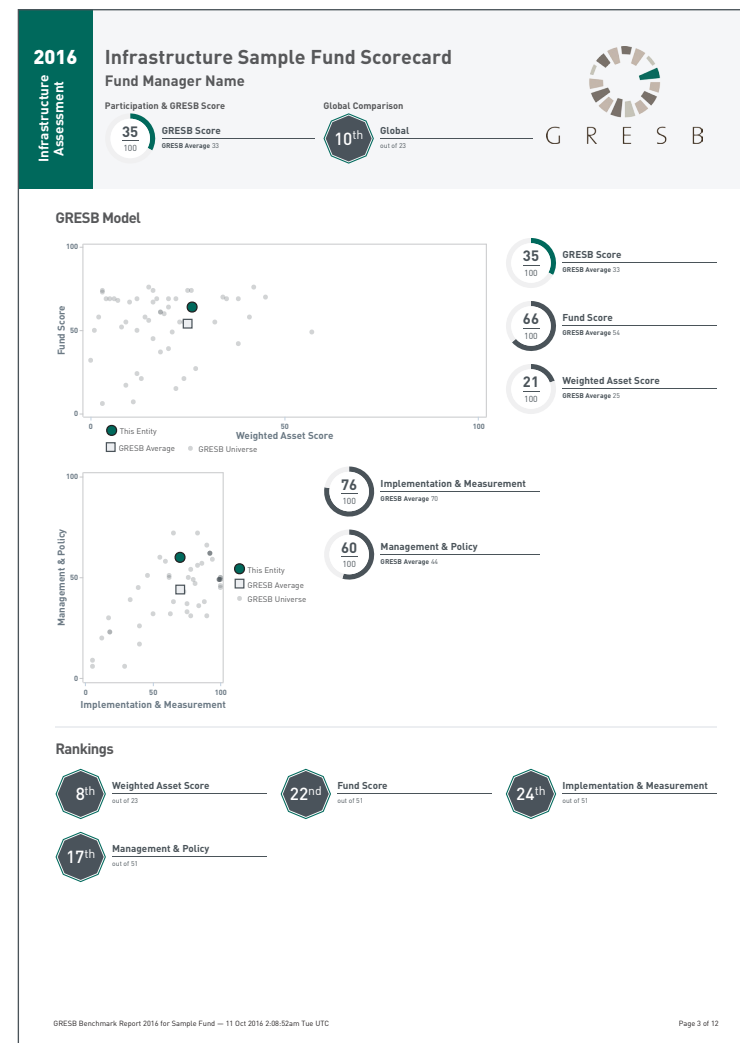 2016
Infrastructure
Assessment
Infrastructure Sample Fund Scorecard
Fund Manager Name
Participation & GRESB Score
35
100
GRESB Score
GRESB Average 33
Global Comparison
10th
Global
out of 23
G R E S B
GRESB Model
100
50
0
Fund Score
0
50
100
Weighted Asset Score
This Entity
GRESB Average
GRESB Universe
35
100
GRESB Score
GRESB Average 33
66
100
Fund Score
GRESB Average 54
21
100
Weighted Asset Score
GRESB Average 25
100
50
0
Management & Policy
0
50
100
Implementation & Measurement
This Entity
GRESB Average
GRESB Universe
76
100
Implementation & Measurement
GRESB Average 70
60
100
Management & Policy
GRESB Average 44
Rankings
8th
Weighted Asset Score
out of 23
22nd
Fund Score
out of 51
24th
Implementation & Measurement
out of 51
17th
Management & Policy
out of 51
GRESB Benchmark Report 2016 for Sample Fund — 11 Oct 2016 2:08:52am Tue UTC
Page 3 of 12